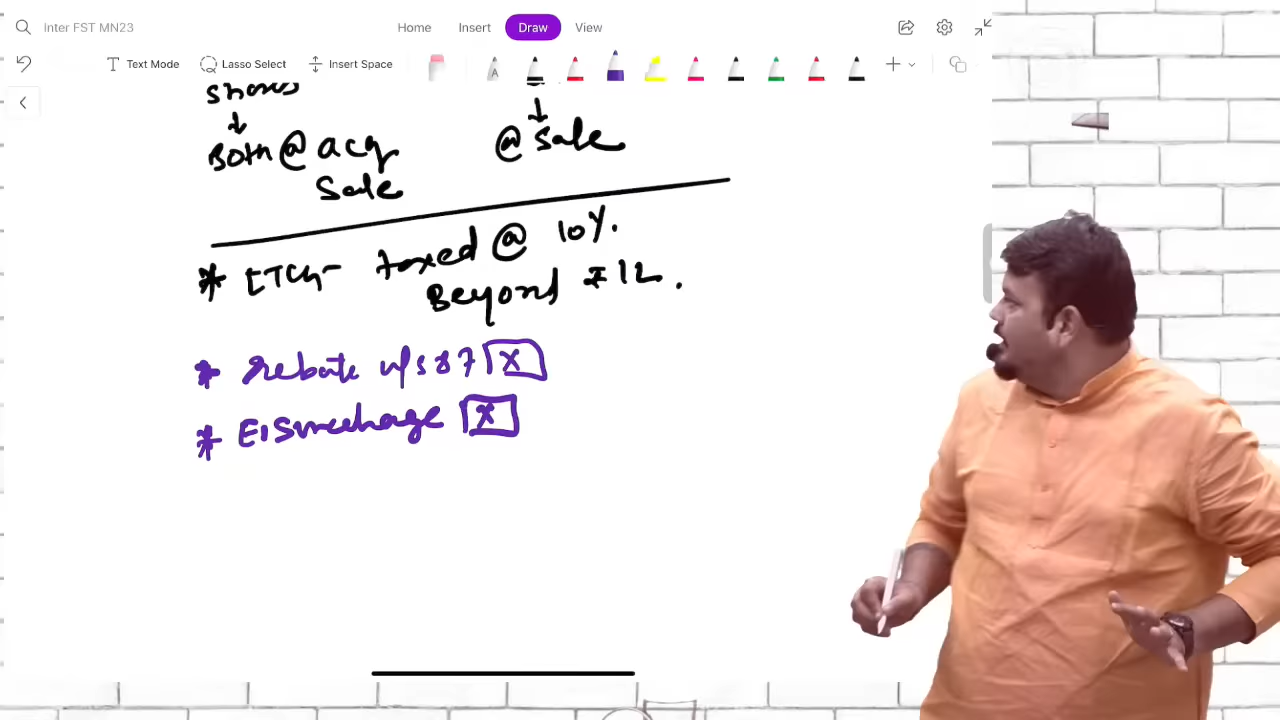 inter FST MN23
Home Insert Draw View
Text Mode Lasso Select Insert Space
shares
↓ ↓
Both @ acq @ Sale
Sale
* LTCG - taxed @ 10%.
Beyond ₹ 1L.
* rebate u/s 87 X
* X